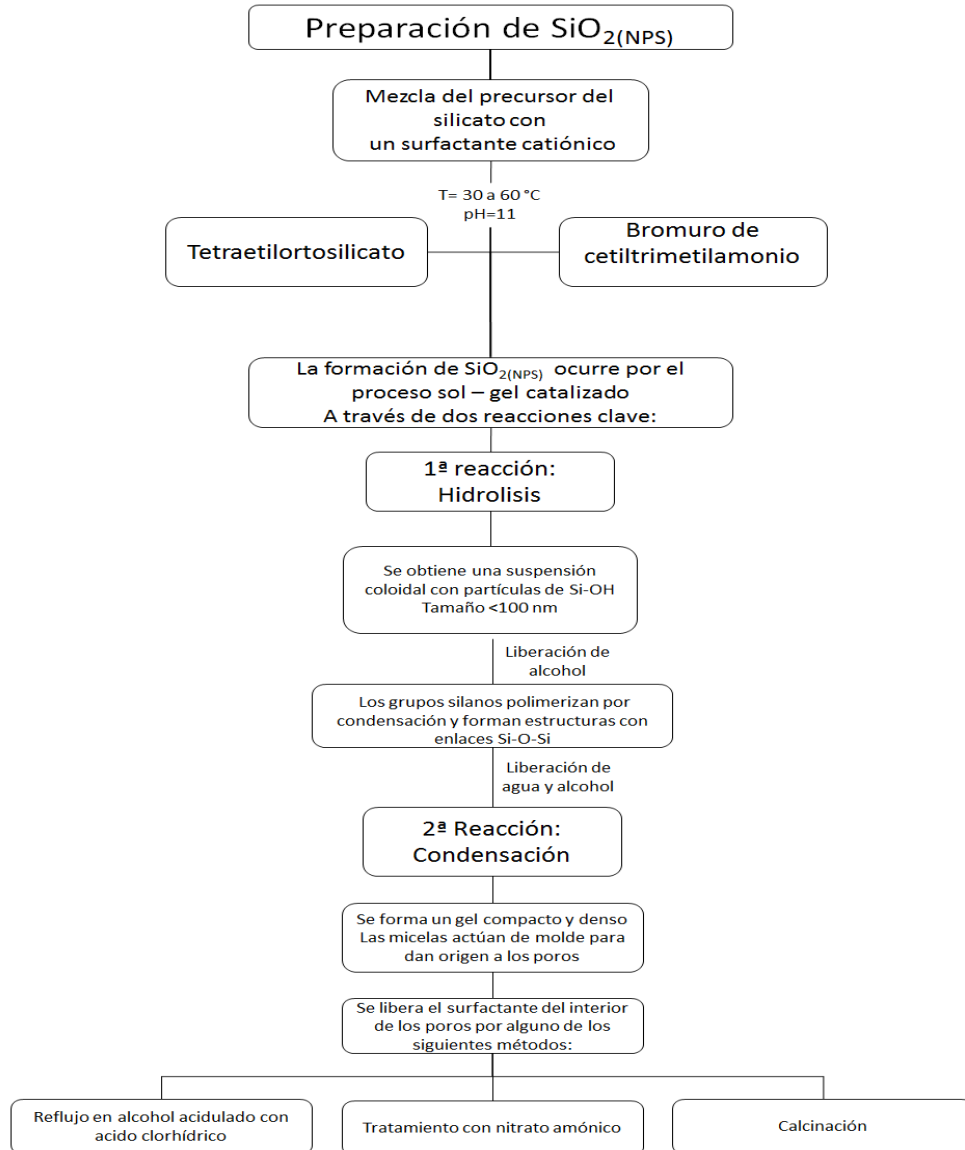 Preparación de SiO2(NPS)
Mezcla del precursor del
silicato con
un surfactante catiónico
T= 30 a 60 °C
pH=11
Tetraetilortosilicato
Bromuro de
cetiltrimetilamonio
La formación de SiO2(NPS) ocurre por el
proceso sol – gel catalizado
A través de dos reacciones clave:
1ª reacción:
Hidrolisis
Se obtiene una suspensión
coloidal con partículas de Si-OH
Tamaño <100 nm
Liberación de
alcohol
Los grupos silanos polimerizan por
condensación y forman estructuras con
enlaces Si-O-Si
Liberación de
agua y alcohol
2ª Reacción:
Condensación
Se forma un gel compacto y denso
Las micelas actúan de molde para
dan origen a los poros
Se libera el surfactante del interior
de los poros por alguno de los
siguientes métodos:
Reflujo en alcohol acidulado con
acido clorhídrico
Tratamiento con nitrato amónico
Calcinación